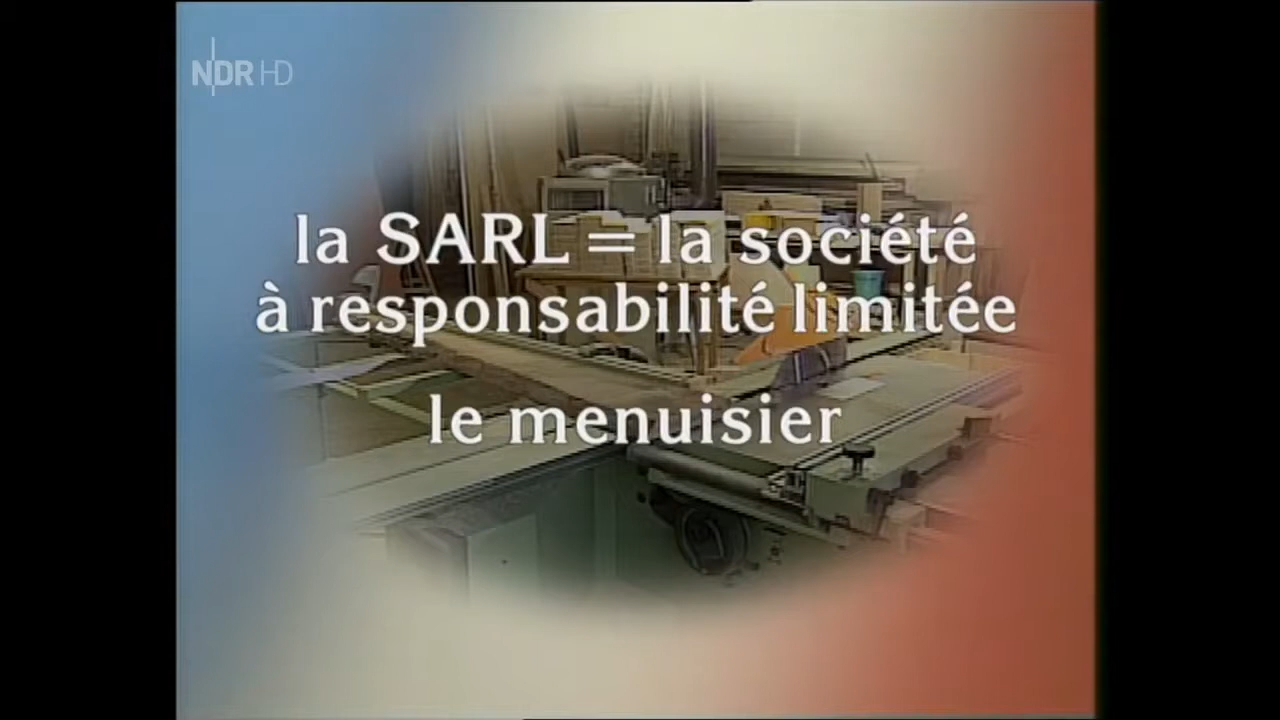 NDR HD
la SARL = la société
à responsabilité limitée
le menuisier